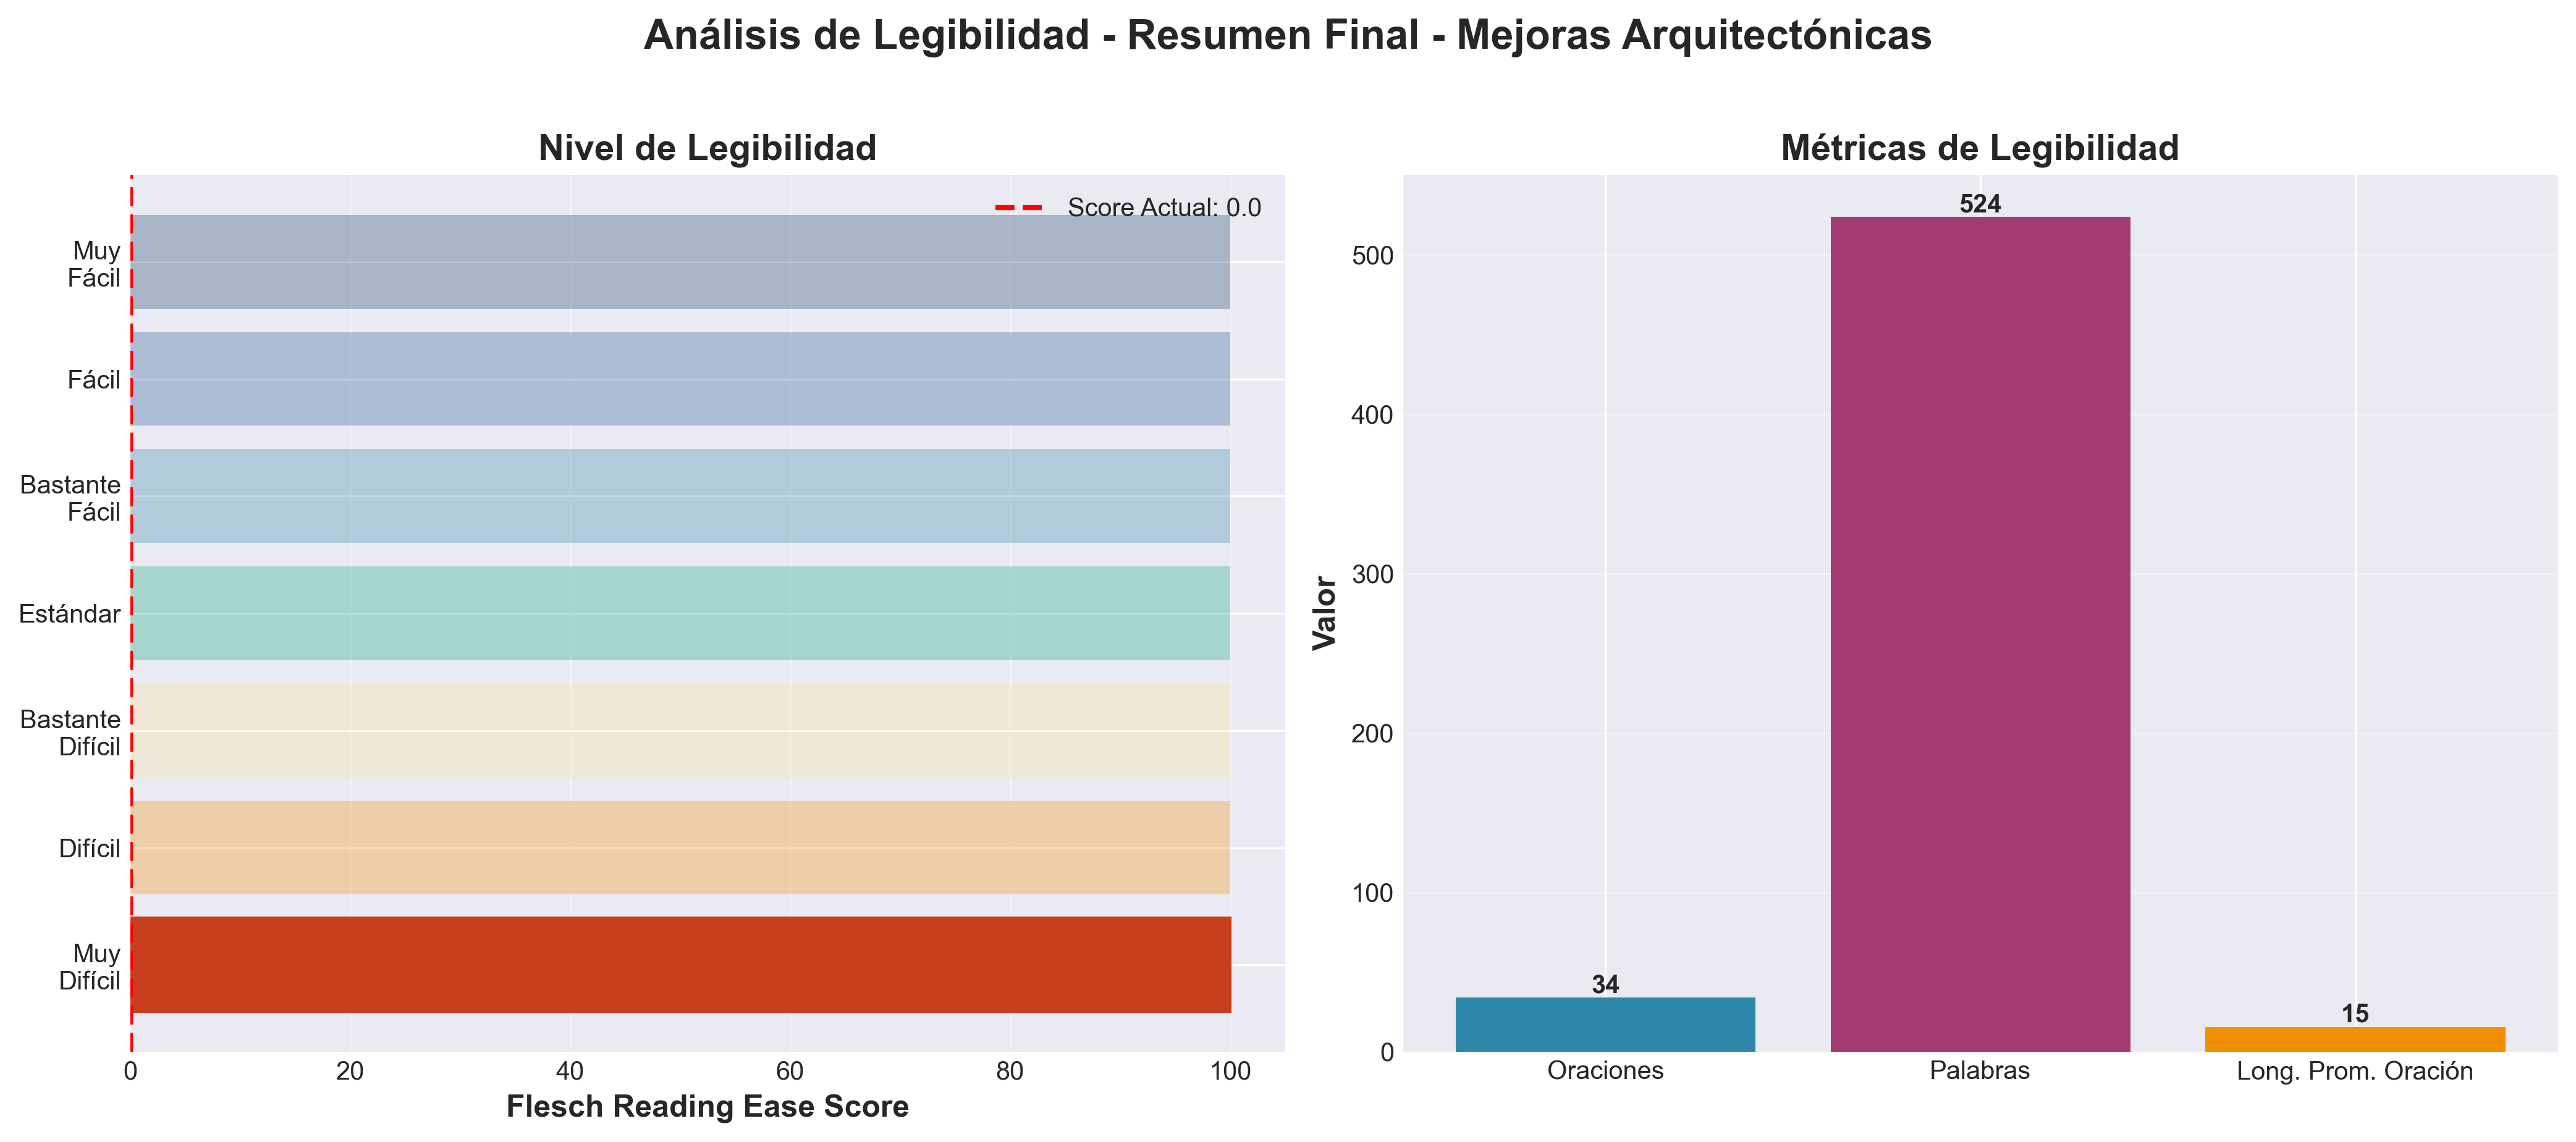 Análisis de Legibilidad - Resumen Final - Mejoras Arquitectónicas
Nivel de Legibilidad
Score Actual: 0.0
Muy
Fácil
Fácil
Bastante
Fácil
Estándar
Bastante
Difícil
Difícil
Muy
Difícil
0 20 40 60 80 100
Flesch Reading Ease Score
Métricas de Legibilidad
Valor
500
400
300
200
100
0
524
34
15
Oraciones Palabras Long. Prom. Oración